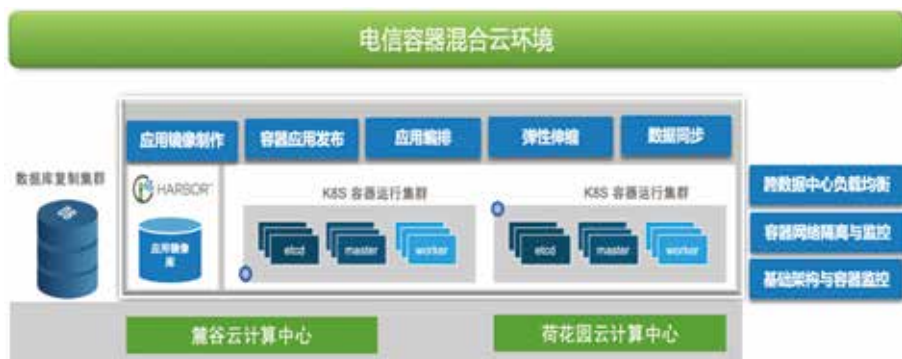 电信容器混合云环境
应用镜像制作
容器应用发布
应用编排
弹性伸缩
数据同步
数据库复制集群
HARBOR™
应用镜像
库
K8S 容器运行集群
etcd
master
worker
K8S 容器运行集群
etcd
master
worker
跨数据中心负载均衡
容器网络隔离与监控
基础架构与容器监控
麓谷云计算中心
荷花园云计算中心